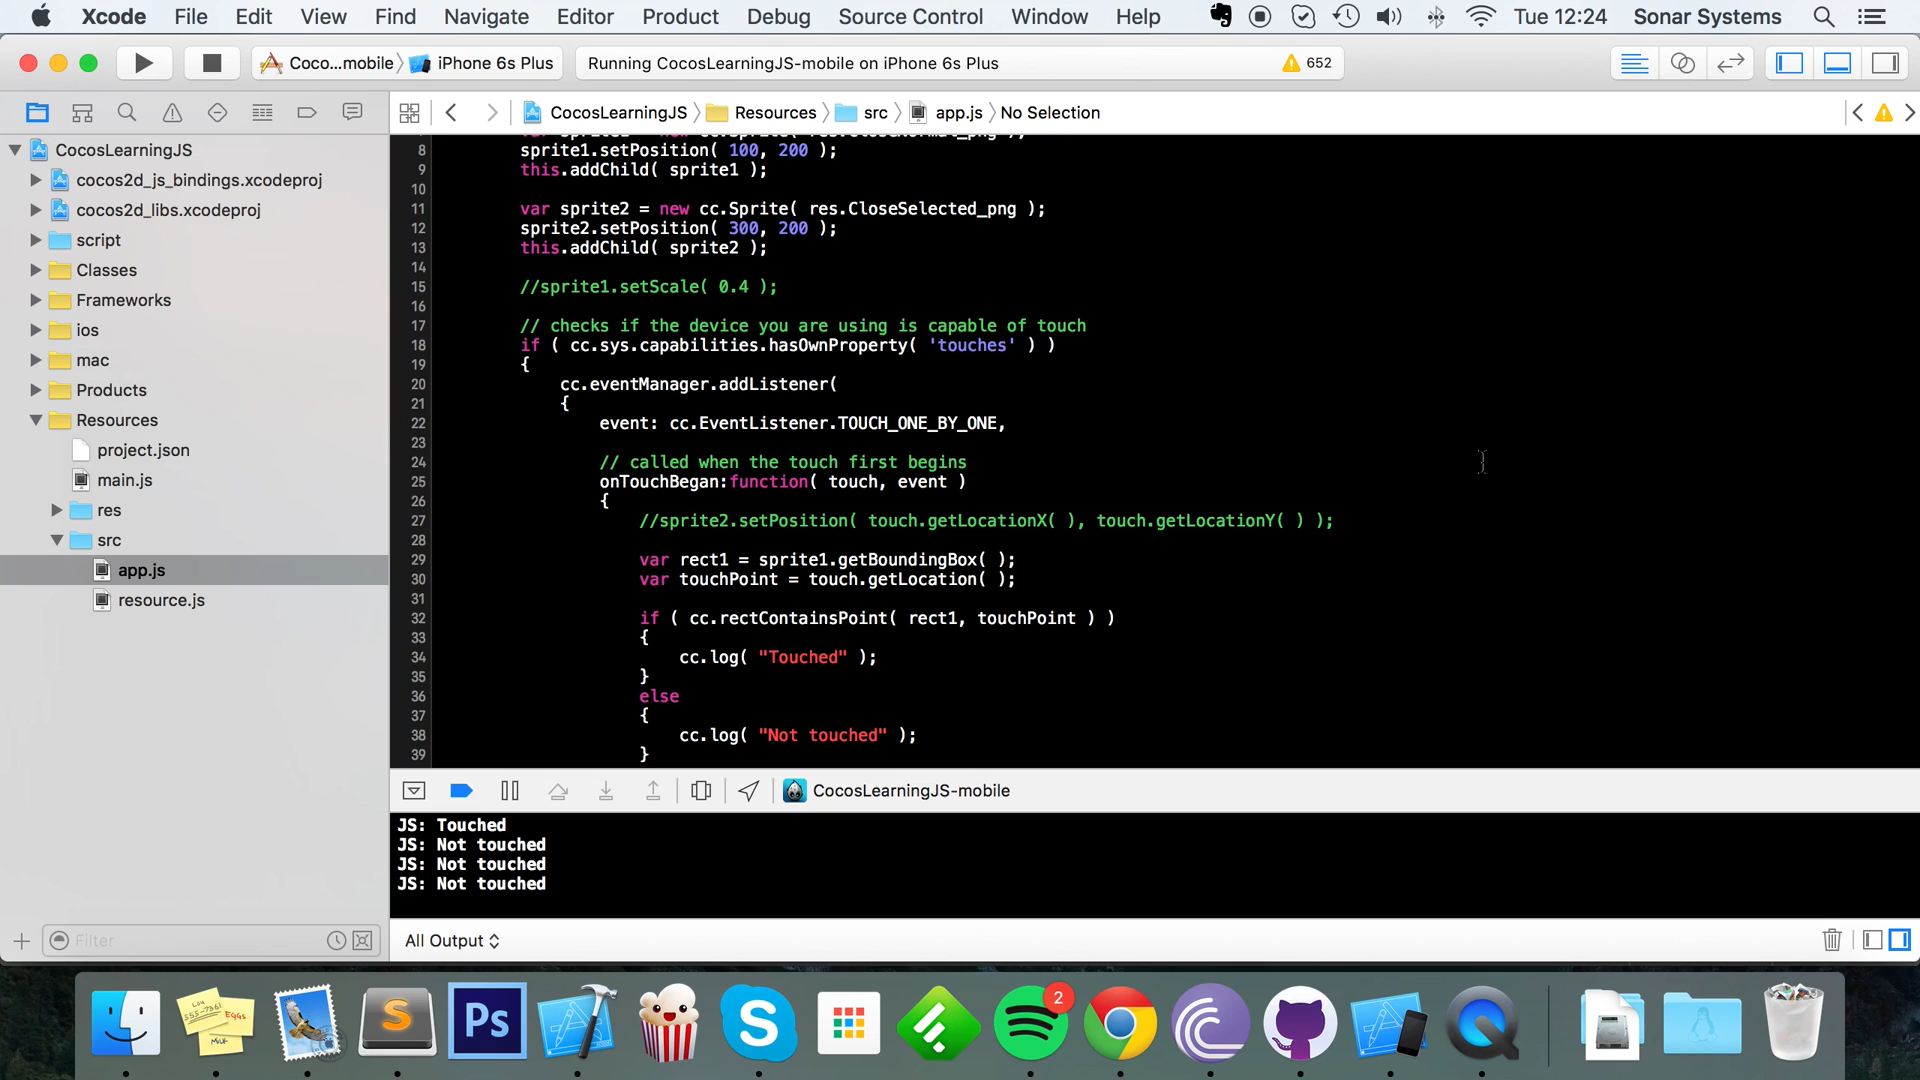 Xcode File Edit View Find Navigate Editor Product Debug Source Control Window Help Tue 12:24 Sonar Systems
Coco...mobile iPhone 6s Plus Running CocosLearningJS-mobile on iPhone 6s Plus 652
CocosLearningJS Resources src app.js No Selection
CocosLearningJS
cocos2d_js_bindings.xcodeproj
cocos2d_libs.xcodeproj
script
Classes
Frameworks
ios
mac
Products
Resources
project.json
main.js
res
src
app.js
resource.js
Filter
8 sprite1.setPosition( 100, 200 );
9 this.addChild( sprite1 );
10
11 var sprite2 = new cc.Sprite( res.CloseSelected_png );
12 sprite2.setPosition( 300, 200 );
13 this.addChild( sprite2 );
14
15 //sprite1.setScale( 0.4 );
16
17 // checks if the device you are using is capable of touch
18 if ( cc.sys.capabilities.hasOwnProperty( 'touches' ) )
19 {
20 cc.eventManager.addListener(
21 {
22 event: cc.EventListener.TOUCH_ONE_BY_ONE,
23
24 // called when the touch first begins
25 onTouchBegan:function( touch, event )
26 {
27 //sprite2.setPosition( touch.getLocationX( ), touch.getLocationY( ) );
28
29 var rect1 = sprite1.getBoundingBox( );
30 var touchPoint = touch.getLocation( );
31
32 if ( cc.rectContainsPoint( rect1, touchPoint ) )
33 {
34 cc.log( "Touched" );
35 }
36 else
37 {
38 cc.log( "Not touched" );
39 }
CocosLearningJS-mobile
JS: Touched
JS: Not touched
JS: Not touched
JS: Not touched
All Output
Ps
2